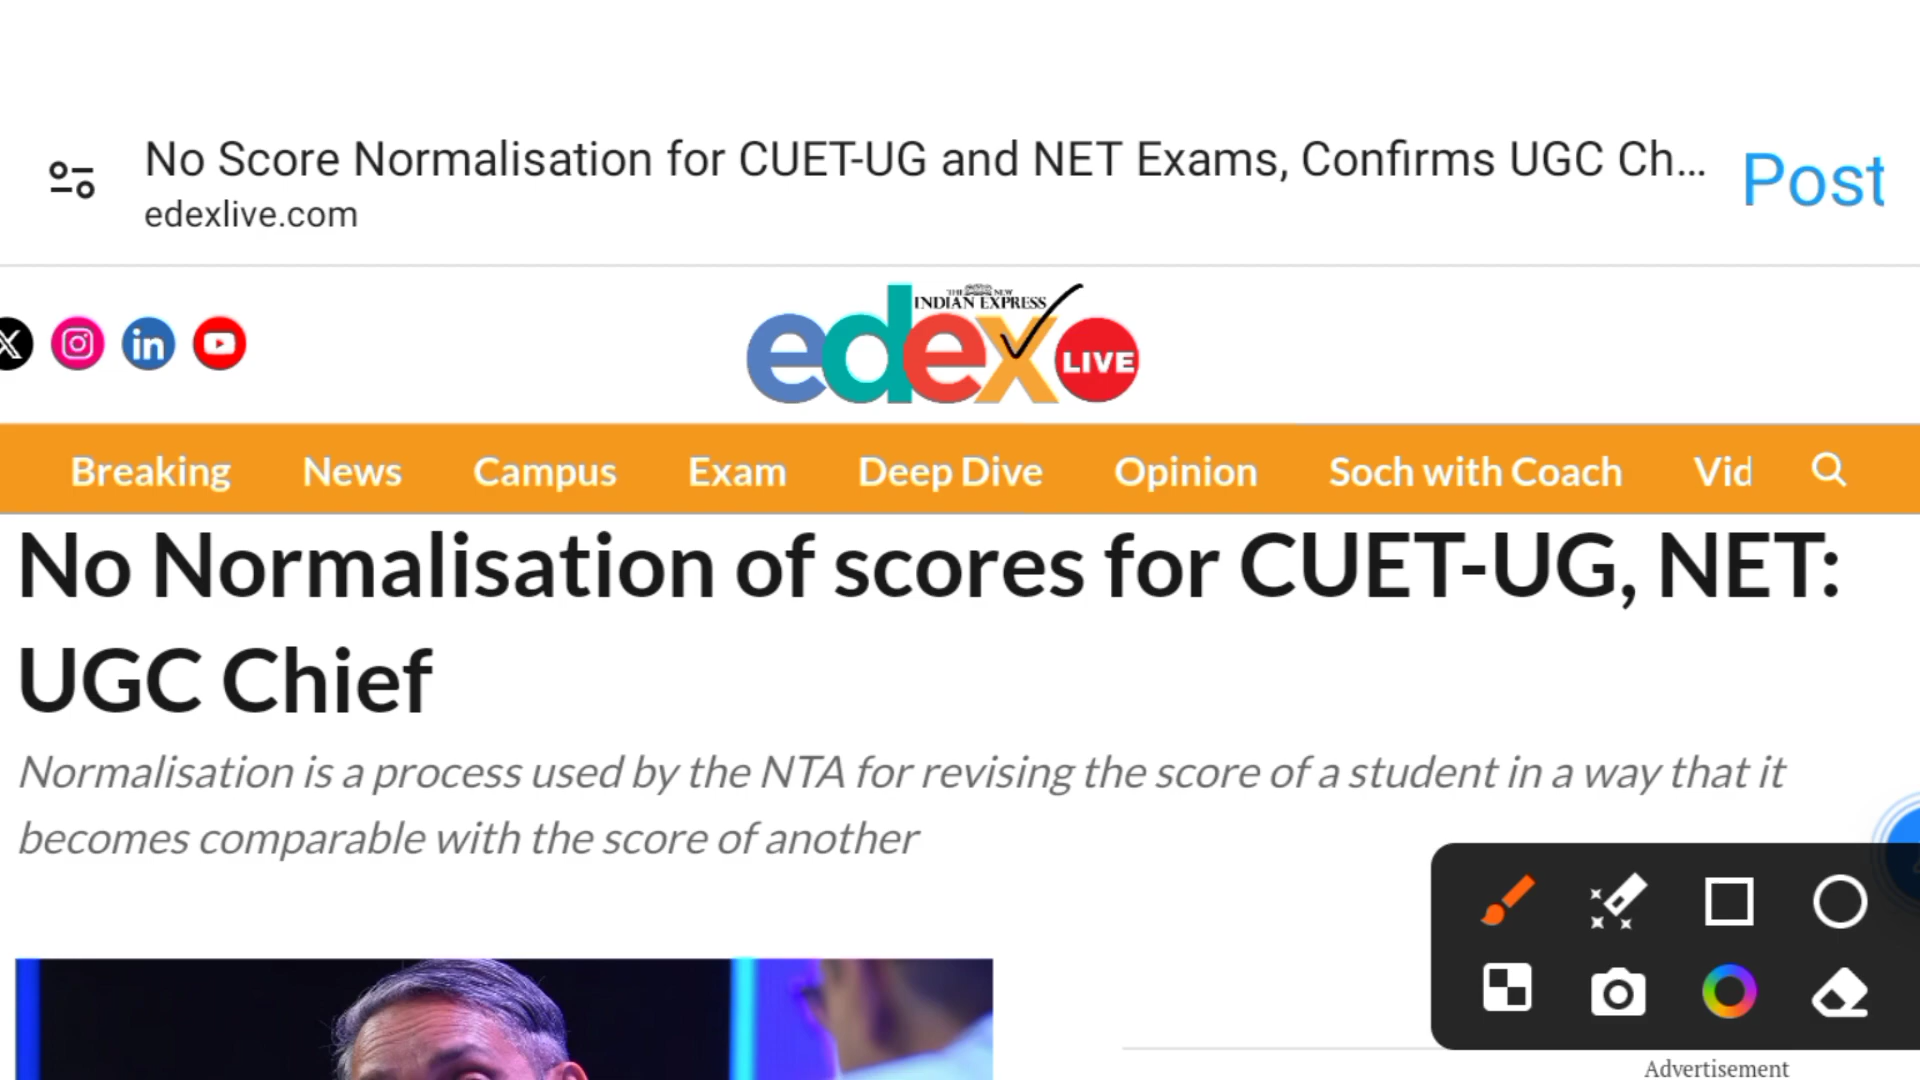 No Score Normalisation for CUET-UG and NET Exams, Confirms UGC Ch...
Post
edexlive.com
THE NEW
INDIAN EXPRESS
edex LIVE
Breaking News Campus Exam Deep Dive Opinion Soch with Coach Vid
No Normalisation of scores for CUET-UG, NET:
UGC Chief
Normalisation is a process used by the NTA for revising the score of a student in a way that it
becomes comparable with the score of another
Advertisement